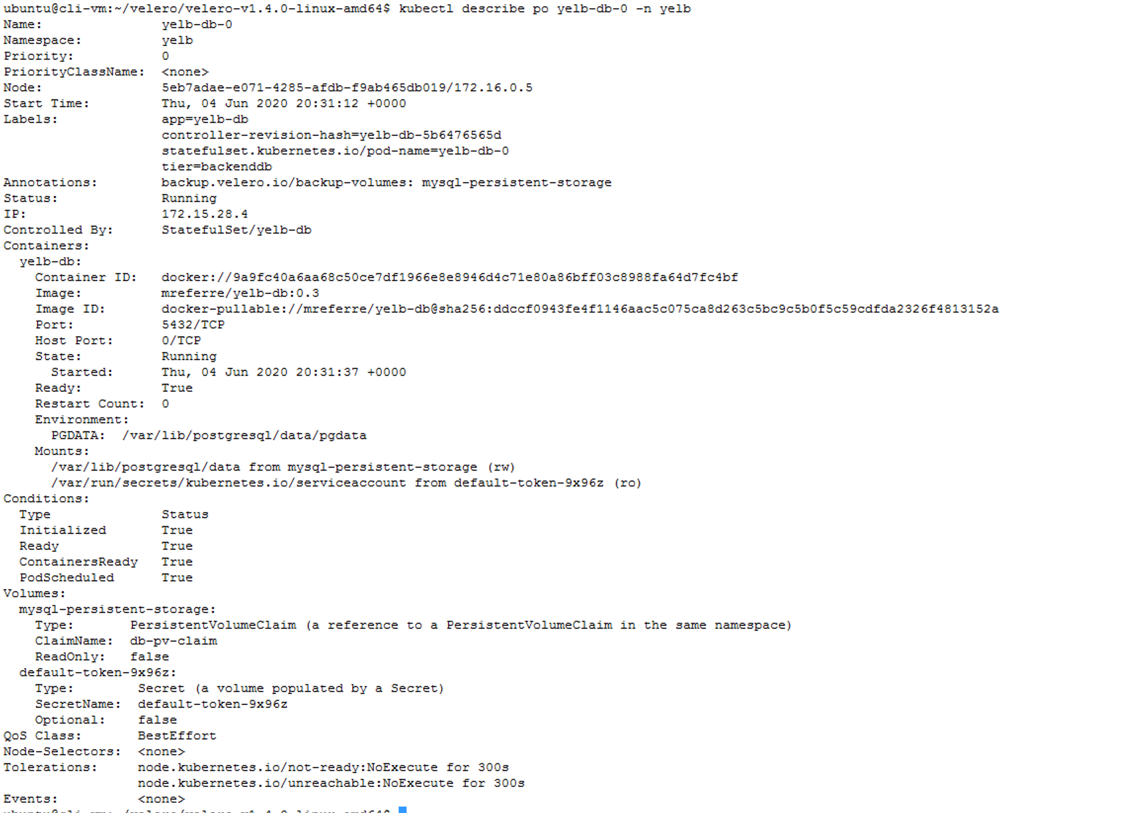 ubuntu@cli-vm:~/velero/velero-v1.4.0-linux-amd64$ kubectl describe po yelb-db-0 -n yelb
Name:               yelb-db-0
Namespace:          yelb
Priority:           0
PriorityClassName:  <none>
Node:               5eb7adae-e071-4285-afdb-f9ab465db019/172.16.0.5
Start Time:         Thu, 04 Jun 2020 20:31:12 +0000
Labels:             app=yelb-db
                    controller-revision-hash=yelb-db-5b6476565d
                    statefulset.kubernetes.io/pod-name=yelb-db-0
                    tier=backenddb
Annotations:        backup.velero.io/backup-volumes: mysql-persistent-storage
Status:             Running
IP:                 172.15.28.4
Controlled By:      StatefulSet/yelb-db
Containers:
  yelb-db:
    Container ID:   docker://9a9fc40a6aa68c50ce7df1966e8e8946d4c71e80a86bff03c8988fa64d7fc4bf
    Image:          mreferre/yelb-db:0.3
    Image ID:       docker-pullable://mreferre/yelb-db@sha256:ddccf0943fe4f1146aac5c075ca8d263c5bc9c5b0f5c59cdfda2326f4813152a
    Port:           5432/TCP
    Host Port:      0/TCP
    State:          Running
      Started:      Thu, 04 Jun 2020 20:31:37 +0000
    Ready:          True
    Restart Count:  0
    Environment:
      PGDATA:  /var/lib/postgresql/data/pgdata
    Mounts:
      /var/lib/postgresql/data from mysql-persistent-storage (rw)
      /var/run/secrets/kubernetes.io/serviceaccount from default-token-9x96z (ro)
Conditions:
  Type              Status
  Initialized       True
  Ready             True
  ContainersReady   True
  PodScheduled      True
Volumes:
  mysql-persistent-storage:
    Type:       PersistentVolumeClaim (a reference to a PersistentVolumeClaim in the same namespace)
    ClaimName:  db-pv-claim
    ReadOnly:   false
  default-token-9x96z:
    Type:        Secret (a volume populated by a Secret)
    SecretName:  default-token-9x96z
    Optional:    false
QoS Class:       BestEffort
Node-Selectors:  <none>
Tolerations:     node.kubernetes.io/not-ready:NoExecute for 300s
                 node.kubernetes.io/unreachable:NoExecute for 300s
Events:          <none>
ubuntu@cli-vm:~/velero/velero-v1.4.0-linux-amd64$